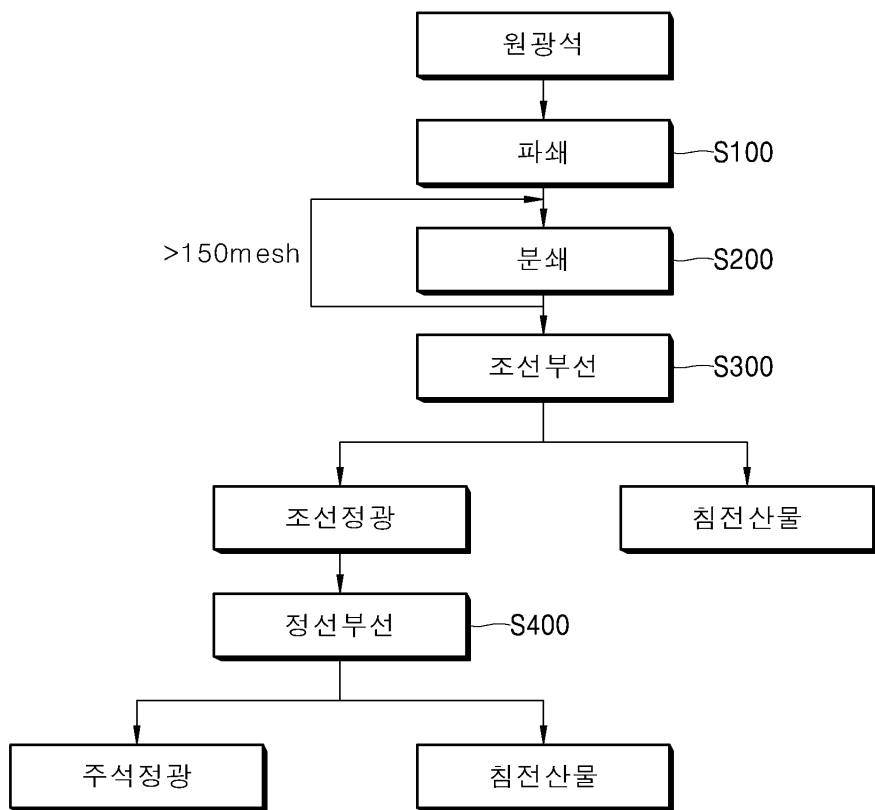 원광석
파쇄
S100
>150mesh
분쇄
S200
조선부선
S300
조선정광
침전산물
정선부선
S400
주석정광
침전산물